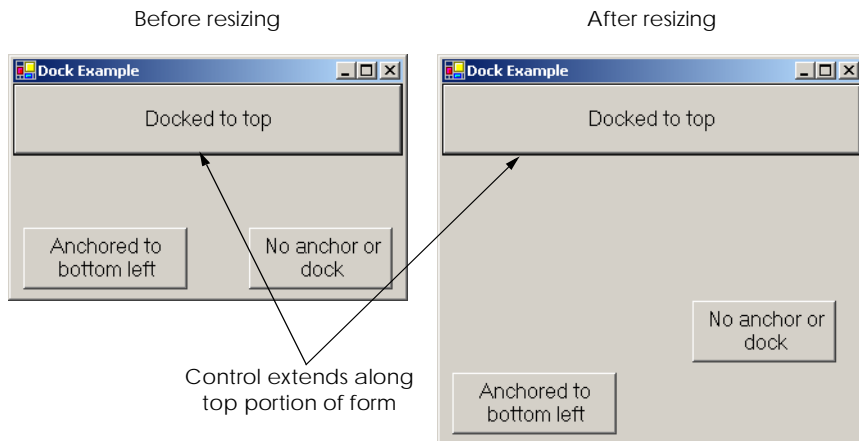 Before resizing
After resizing
Dock Example
Docked to top
Anchored to
bottom left
No anchor or
dock
Dock Example
Docked to top
No anchor or
dock
Anchored to
bottom left
Control extends along
top portion of form